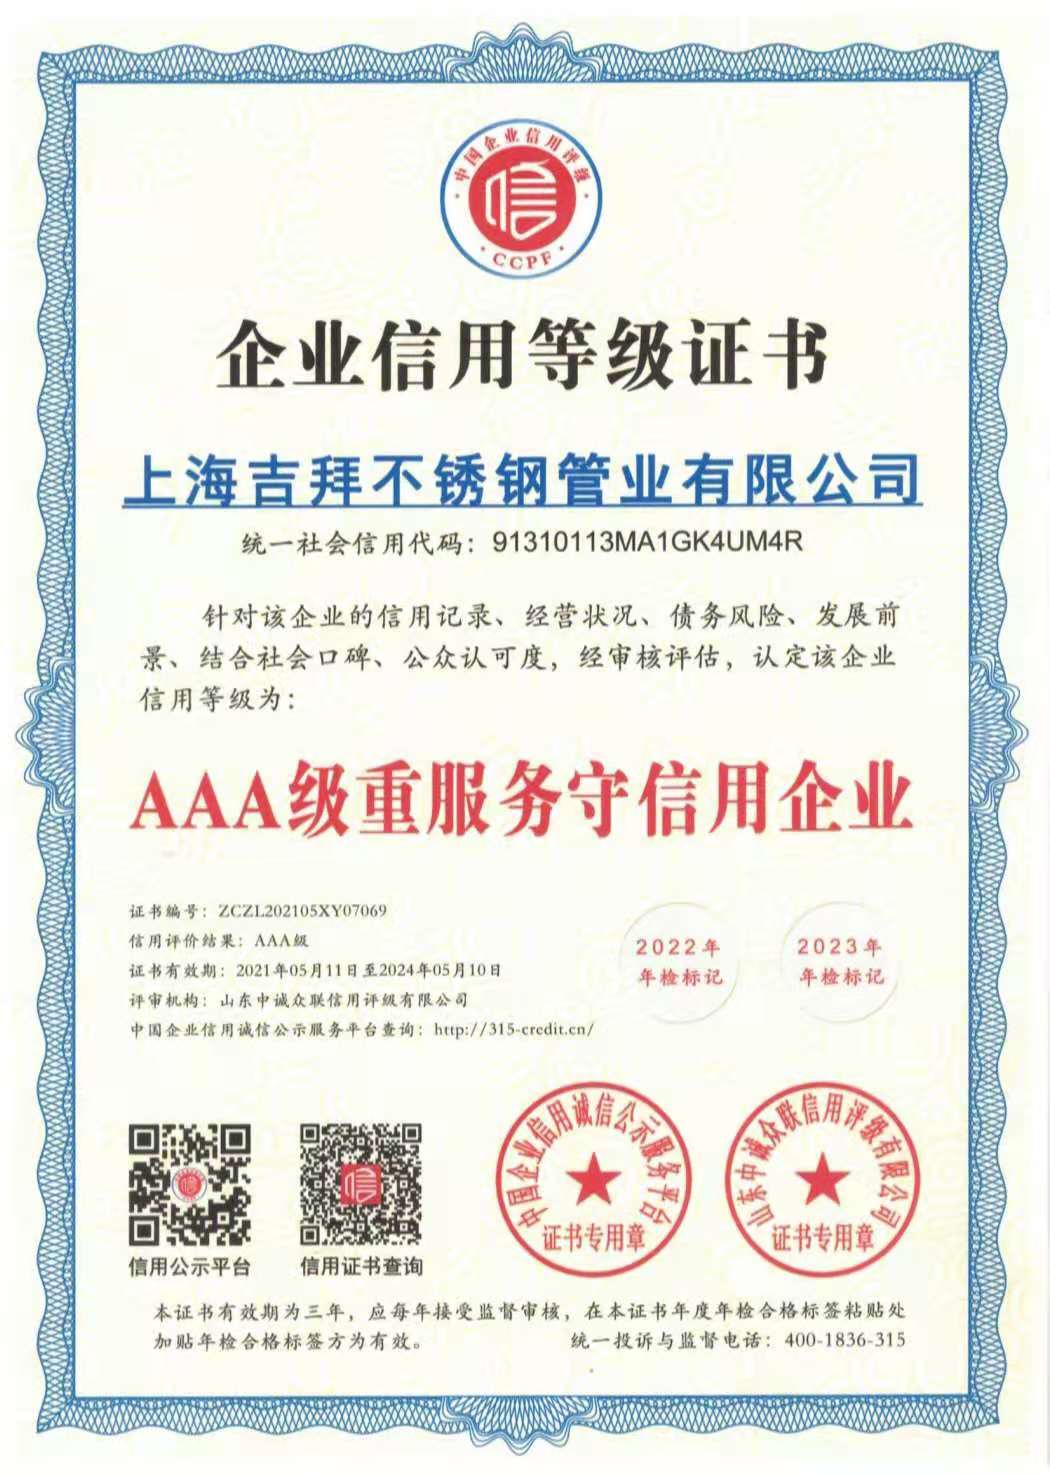 中国企业信用评级
信
CCPF
企业信用等级证书
上海吉拜不锈钢管业有限公司
统一社会信用代码：91310113MA1GK4UM4R
针对该企业的信用记录、经营状况、债务风险、发展前
景、结合社会口碑、公众认可度，经审核评估，认定该企业
信用等级为：
AAA级重服务守信用企业
证书编号：ZCZL202105XY07069
信用评价结果：AAA级
证书有效期：2021年05月11日至2024年05月10日
评审机构：山东中诚众联信用评级有限公司
中国企业信用诚信公示服务平台查询：http://315-credit.cn/
2022年
年检标记
2023年
年检标记
信用公示平台
信
信用证书查询
中国企业信用诚信公示服务平台
证书专用章
山东中诚众联信用评级有限公司
证书专用章
本证书有效期为三年，应每年接受监督审核，在本证书年度年检合格标签粘贴处
加贴年检合格标签方为有效。
统一投诉与监督电话：400-1836-315